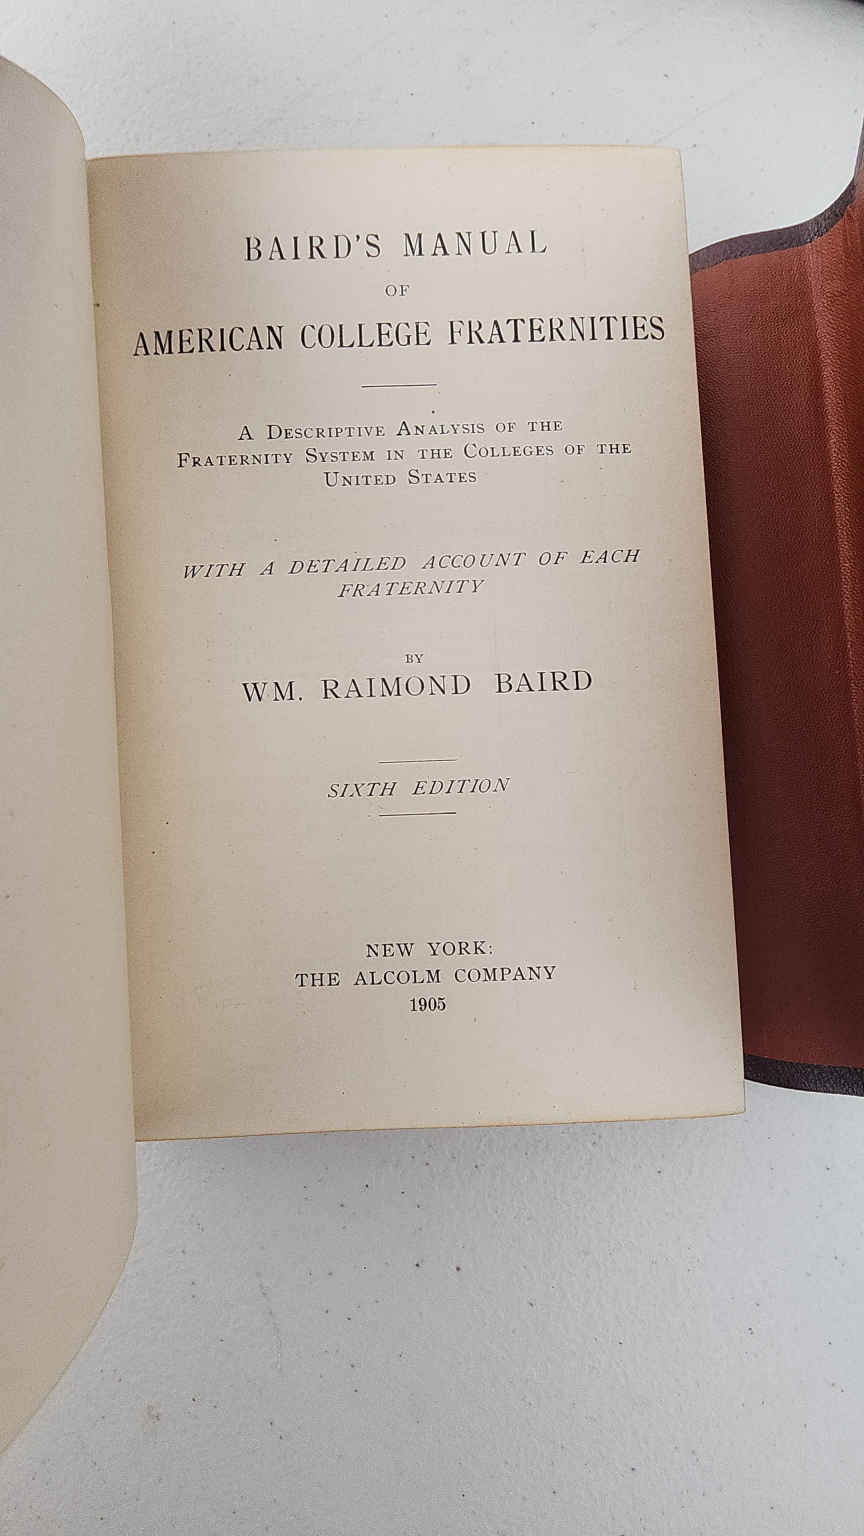 BAIRD'S MANUAL
OF
AMERICAN COLLEGE FRATERNITIES
A DESCRIPTIVE ANALYSIS OF THE
FRATERNITY SYSTEM IN THE COLLEGES OF THE
UNITED STATES
WITH A DETAILED ACCOUNT OF EACH
FRATERNITY
BY
WM. RAIMOND BAIRD
SIXTH EDITION
NEW YORK:
THE ALCOLM COMPANY
1905